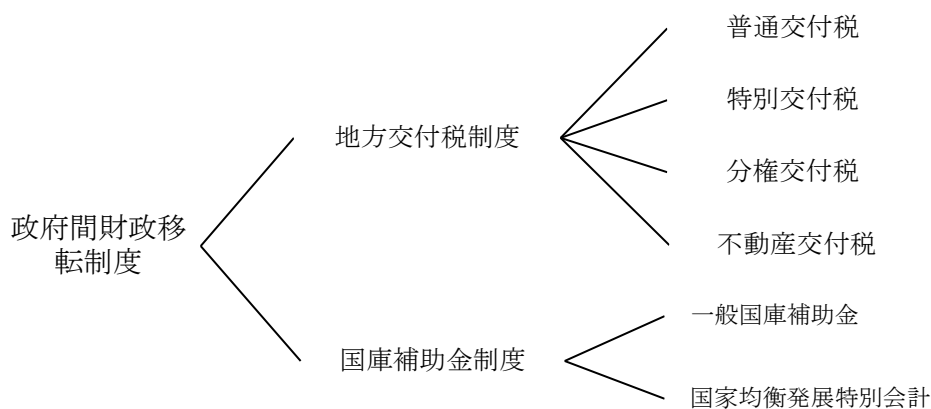 普通交付税
特別交付税
地方交付税制度
分権交付税
政府間財政移
転制度
不動産交付税
一般国庫補助金
国庫補助金制度
国家均衡発展特別会計